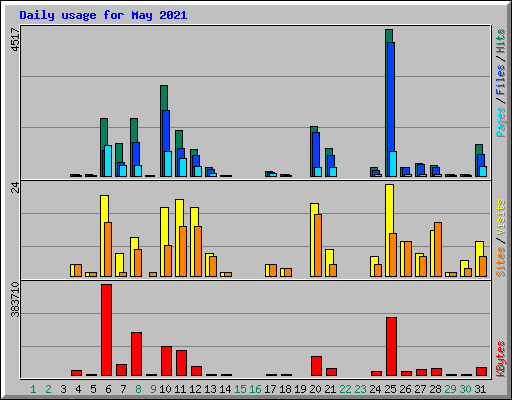 Daily usage for May 2021
4517
24
383710
Pages / Files / Hits
Sites / Visits
KBytes
1 2 3 4 5 6 7 8 9 10 11 12 13 14 15 16 17 18 19 20 21 22 23 24 25 26 27 28 29 30 31